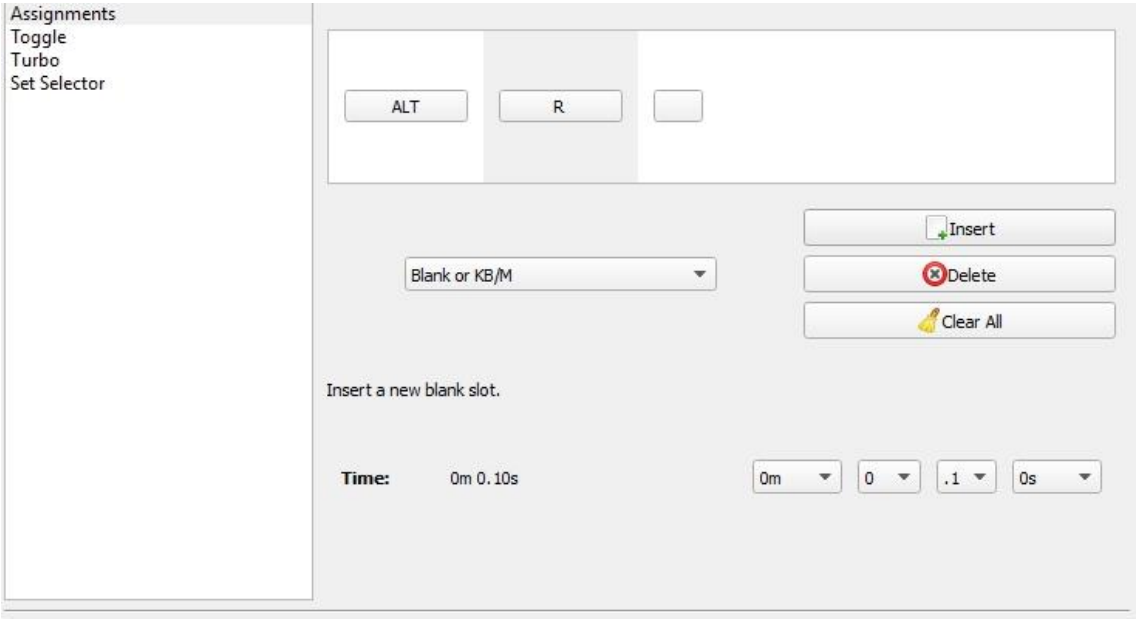 Assignments
Toggle
Turbo
Set Selector
ALT R
Insert
Blank or KB/M
Delete
Clear All
Insert a new blank slot.
Time: 0m 0.10s 0m 0 .1 0s